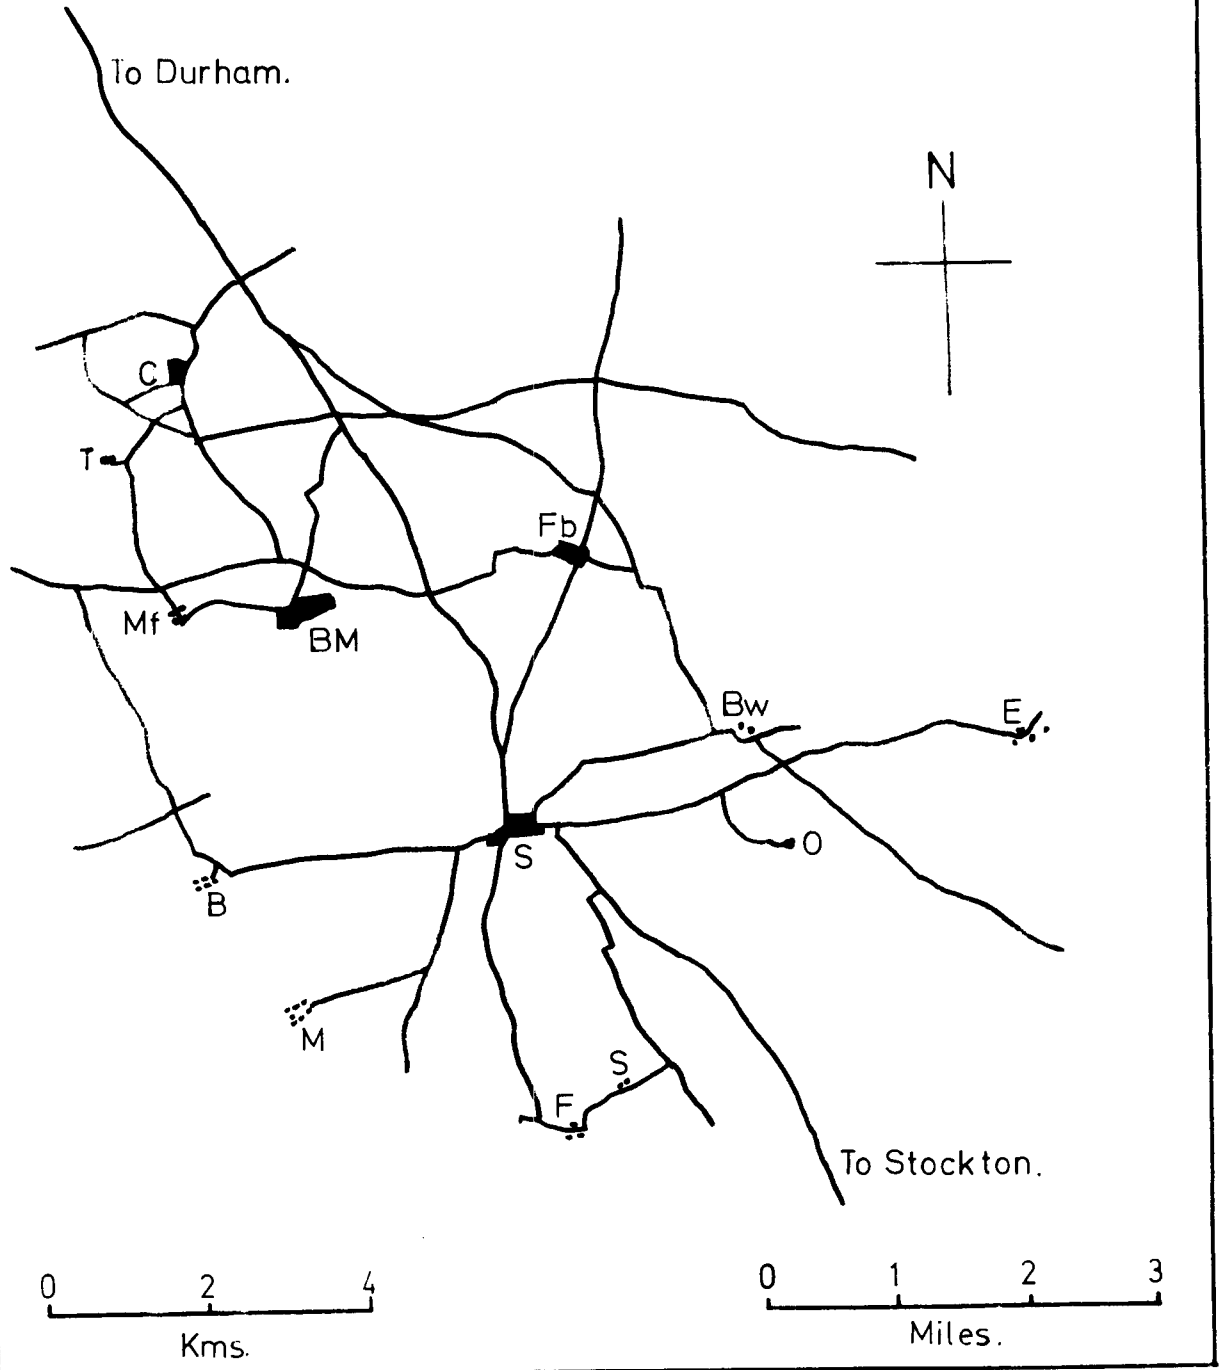 To Durham.
N
C
T
Fb
Mf
BM
Bw
E
S
O
B
M
S
F
To Stockton.
0 2 4
Kms.
0 1 2 3
Miles.